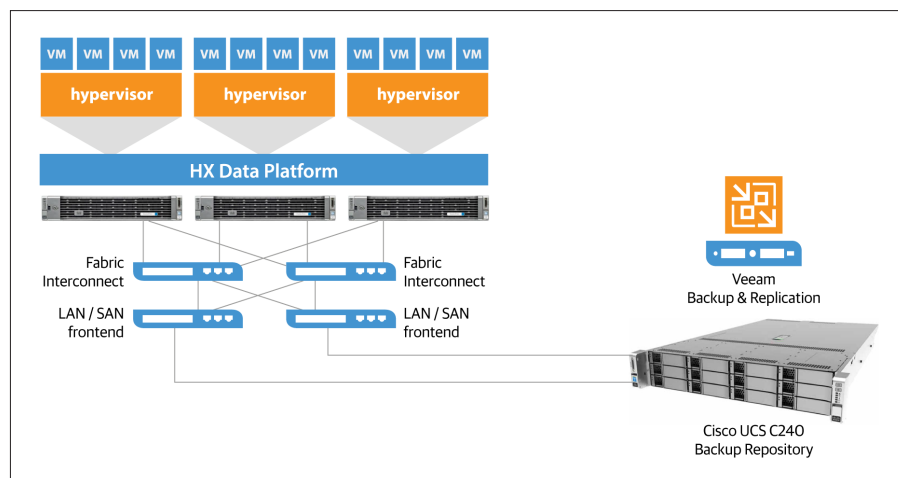 VM VM VM VM VM VM VM VM VM VM VM VM
hypervisor hypervisor hypervisor
HX Data Platform
Fabric
Interconnect
Fabric
Interconnect
LAN / SAN
frontend
LAN / SAN
frontend
Veeam
Backup & Replication
Cisco UCS C240
Backup Repository